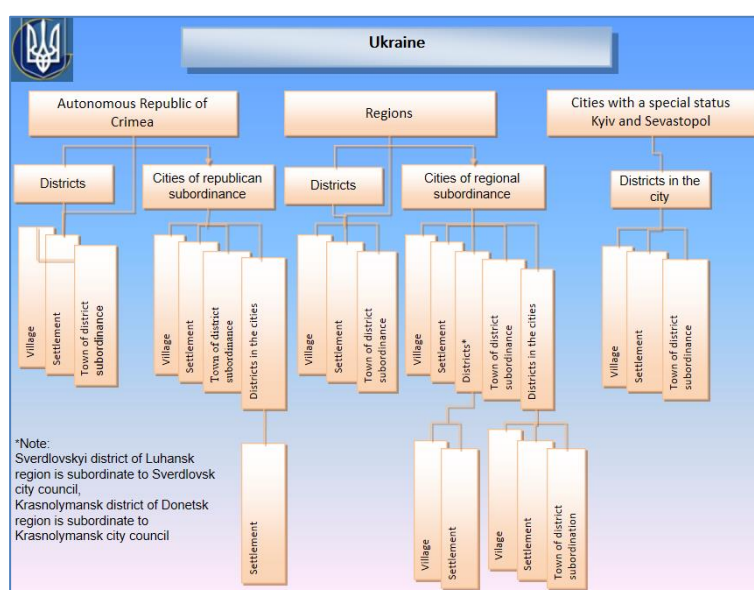 Ukraine
Autonomous Republic of
Crimea
Regions
Cities with a special status
Kyiv and Sevastopol
Districts
Cities of republican
subordinance
Districts
Cities of regional
subordinance
Districts in the
city
Village
Settlement
Town of district
subordinance
Village
Settlement
Town of district
subordinance
Districts in the cities
Village
Settlement
Town of district
subordinance
Village
Settlement
Districts*
Town of district
subordinance
Districts in the cities
Village
Settlement
Town of district
subordinance
*Note:
Sverdlovskyi district of Luhansk
region is subordinate to Sverdlovsk
city council,
Krasnolymansk district of Donetsk
region is subordinate to
Krasnolymansk city council
Settlement
Village
Settlement
Vilage
Settlement
Town of district
subordination